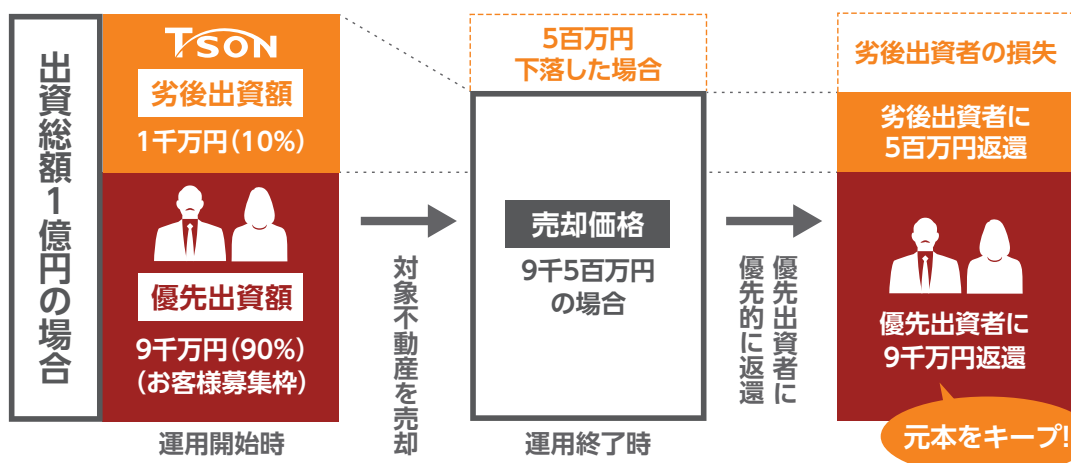 出資総額1億円の場合
TSON
劣後出資額
1千万円(10%)
優先出資額
9千万円(90%)
(お客様募集枠)
運用開始時
対象不動産を売却
5百万円
下落した場合
売却価格
9千5百万円
の場合
運用終了時
優先出資者に
優先的に返還
劣後出資者の損失
劣後出資者に
5百万円返還
優先出資者に
9千万円返還
元本をキープ!